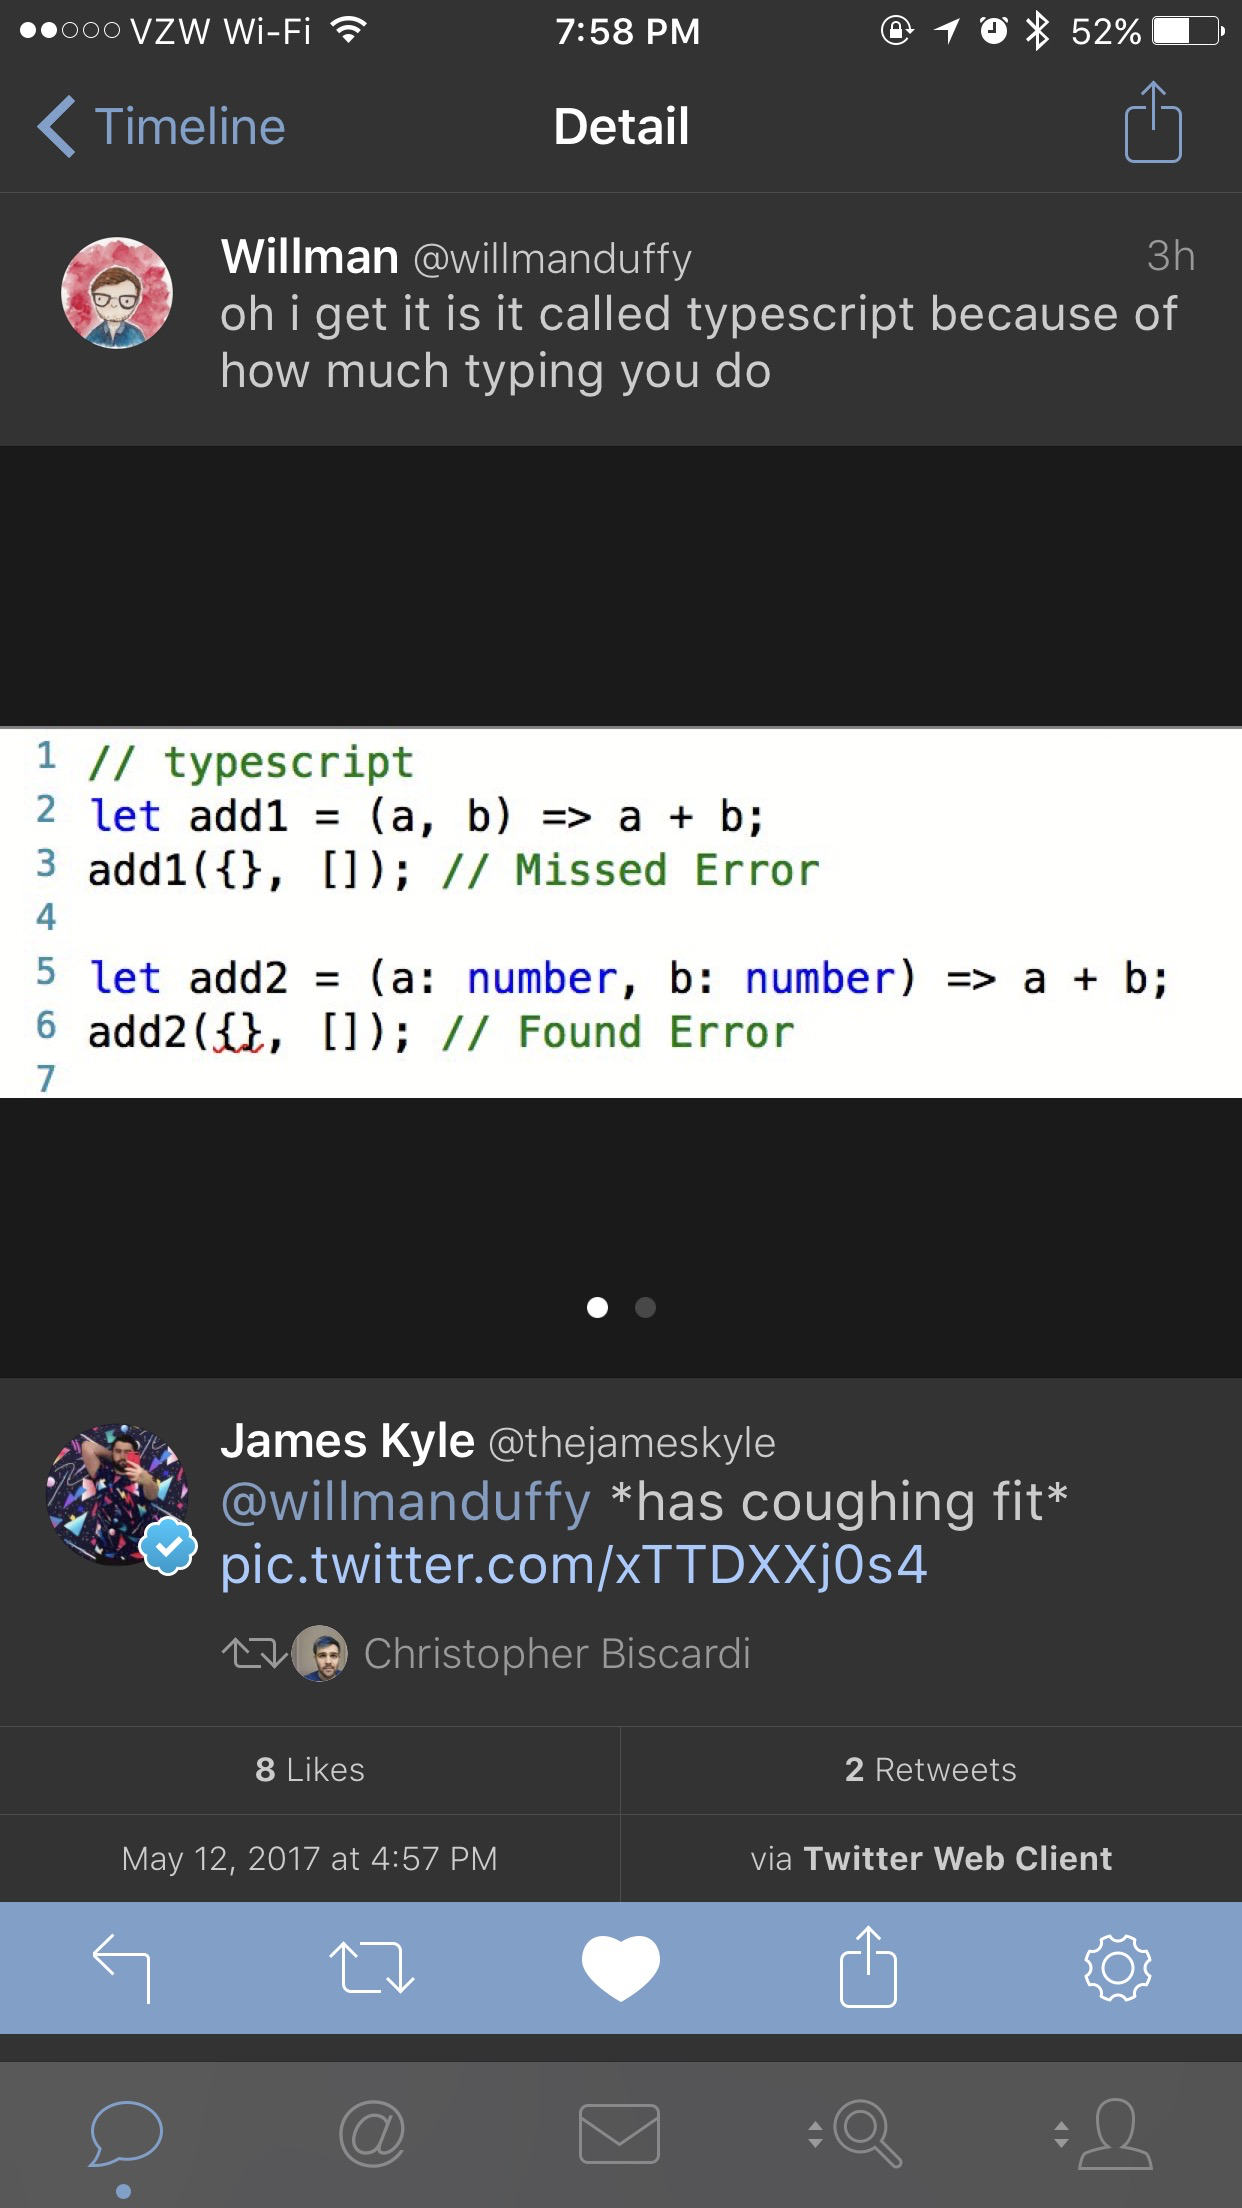 VZW Wi-Fi 7:58 PM 52%
Timeline Detail
Willman @willmanduffy 3h
oh i get it is it called typescript because of
how much typing you do
1 // typescript
2 let add1 = (a, b) => a + b;
3 add1({}, []); // Missed Error
4
5 let add2 = (a: number, b: number) => a + b;
6 add2({}, []); // Found Error
7
James Kyle @thejameskyle
@willmanduffy *has coughing fit*
pic.twitter.com/xTTDXXj0s4
Christopher Biscardi
8 Likes 2 Retweets
May 12, 2017 at 4:57 PM via Twitter Web Client